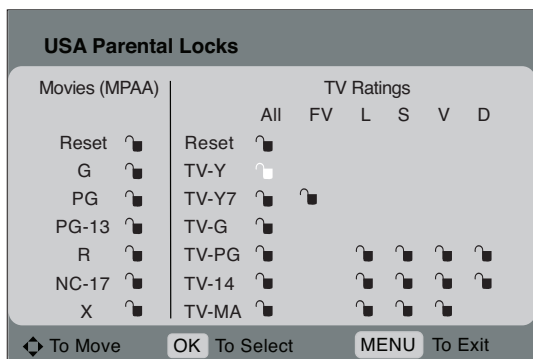 USA Parental Locks
Movies (MPAA) TV Ratings
All FV L S V D
Reset Reset
G TV-Y
PG TV-Y7
PG-13 TV-G
R TV-PG
NC-17 TV-14
X TV-MA
To Move OK To Select MENU To Exit